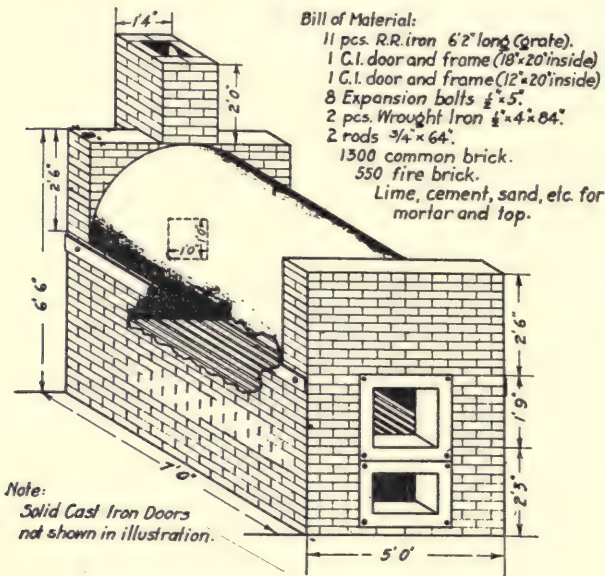 1'4"
Bill of Material:
11 pcs. R.R. iron 6'2" long (grate).
1 C.I. door and frame (18"x20" inside)
1 C.I. door and frame (12"x20" inside)
8 Expansion bolts ½"x5".
2 pcs. Wrought Iron ½"x4"x84".
2 rods ¾"x64".
1300 common brick.
550 fire brick.
Lime, cement, sand, etc. for
mortar and top.
2'0"
2'6"
6'6"
1'0"
1'0"
2'6"
1'9"
2'3"
7'0"
5'0"
Note:
Solid Cast Iron Doors
not shown in illustration.